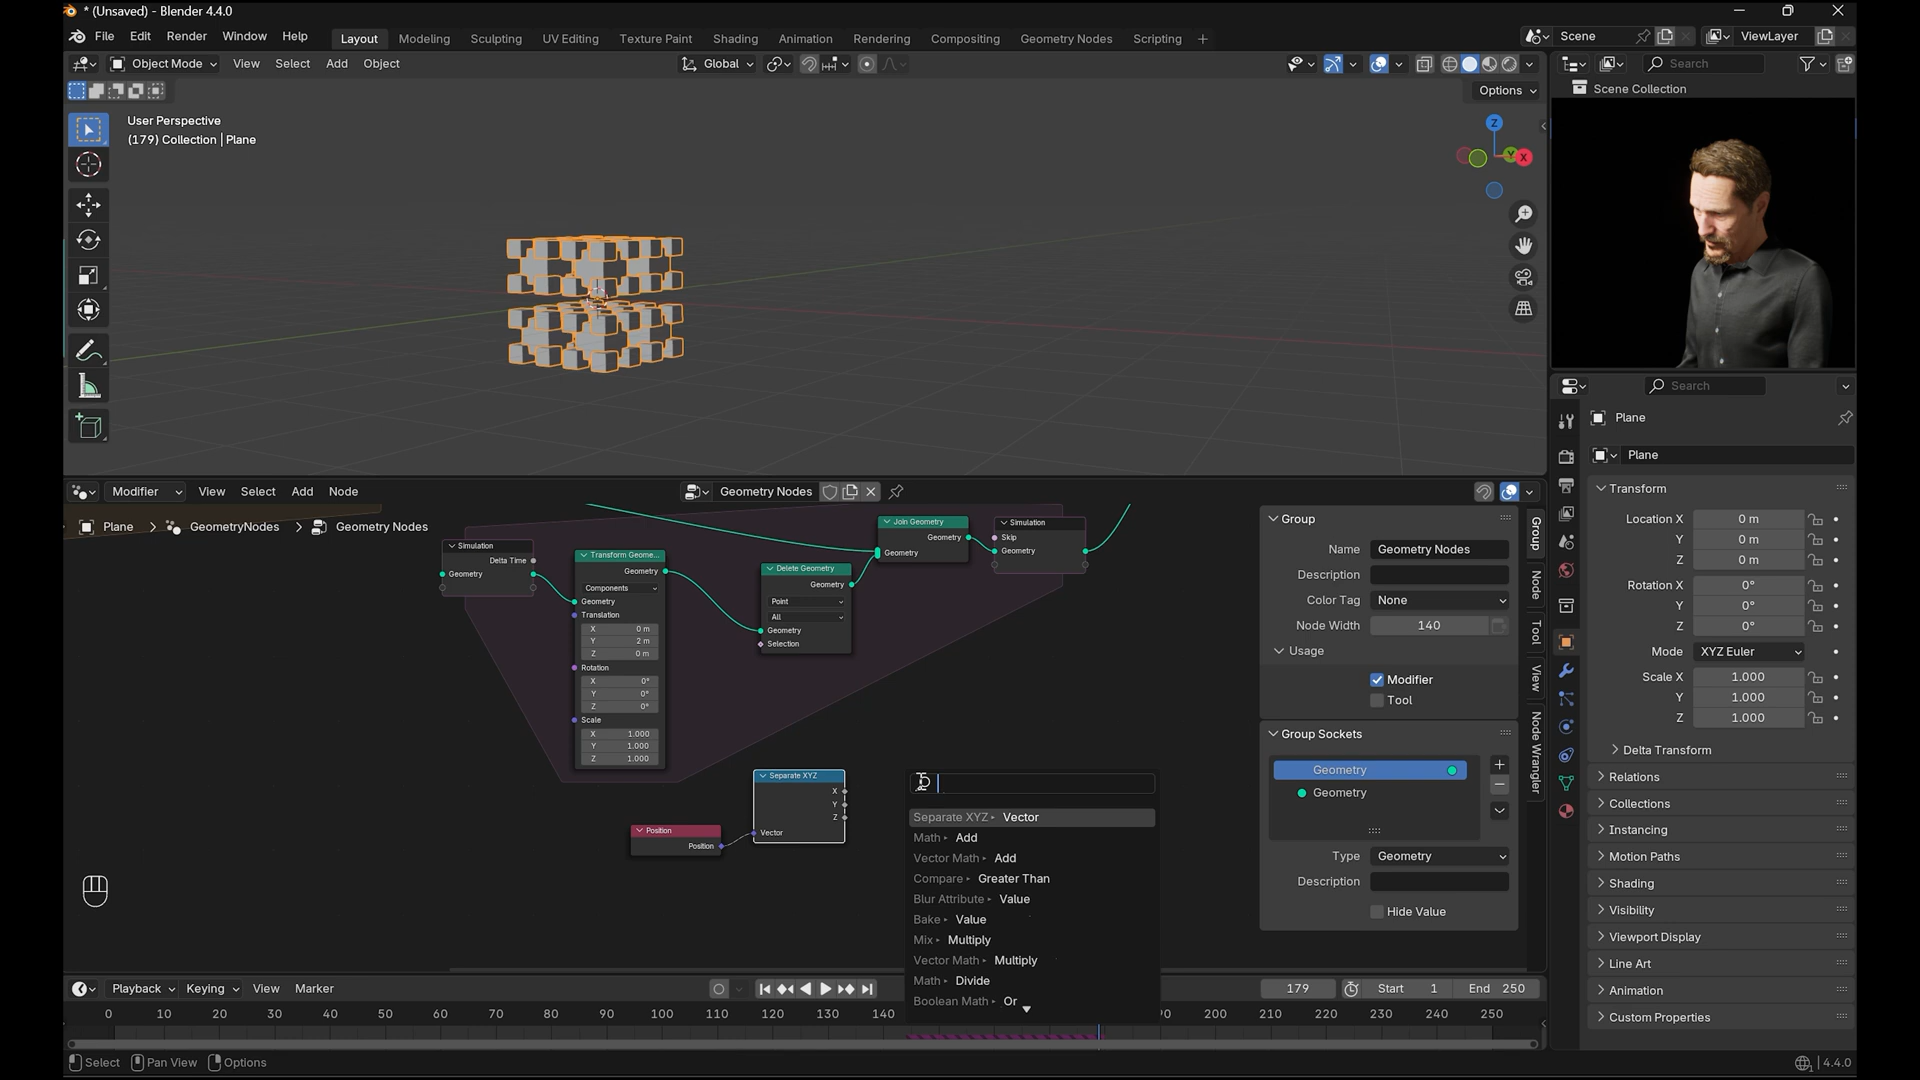 * (Unsaved) - Blender 4.4.0
File Edit Render Window Help
Layout Modeling Sculpting UV Editing Texture Paint Shading Animation Rendering Compositing Geometry Nodes Scripting +
Scene
ViewLayer
Object Mode View Select Add Object
Global
Search
Options
Scene Collection
User Perspective
(179) Collection | Plane
Z
Y
X
Search
Plane
Plane
Transform
Location X 0 m
Y 0 m
Z 0 m
Rotation X 0°
Y 0°
Z 0°
Mode XYZ Euler
Scale X 1.000
Y 1.000
Z 1.000
Delta Transform
Relations
Collections
Instancing
Motion Paths
Shading
Visibility
Viewport Display
Line Art
Animation
Custom Properties
Modifier View Select Add Node
Geometry Nodes
Plane > GeometryNodes > Geometry Nodes
Simulation
Delta Time
Geometry
Transform Geome...
Geometry
Components
Geometry
Translation
X 0 m
Y 2 m
Z 0 m
Rotation
X 0°
Y 0°
Z 0°
Scale
X 1.000
Y 1.000
Z 1.000
Delete Geometry
Geometry
Point
All
Geometry
Selection
Join Geometry
Geometry
Geometry
Simulation
Skip
Geometry
Separate XYZ
X
Y
Z
Vector
Position
Position
Separate XYZ Vector
Math Add
Vector Math Add
Compare Greater Than
Blur Attribute Value
Bake Value
Mix Multiply
Vector Math Multiply
Math Divide
Boolean Math Or
Group
Name Geometry Nodes
Description
Color Tag None
Node Width 140
Usage
Modifier
Tool
Group Sockets
Geometry
Geometry
Type Geometry
Description
Hide Value
Group
Node
Tool
View
Node Wrangler
Playback Keying View Marker
179
Start 1
End 250
0 10 20 30 40 50 60 70 80 90 100 110 120 130 140 90 200 210 220 230 240 250
Select Pan View Options
4.4.0